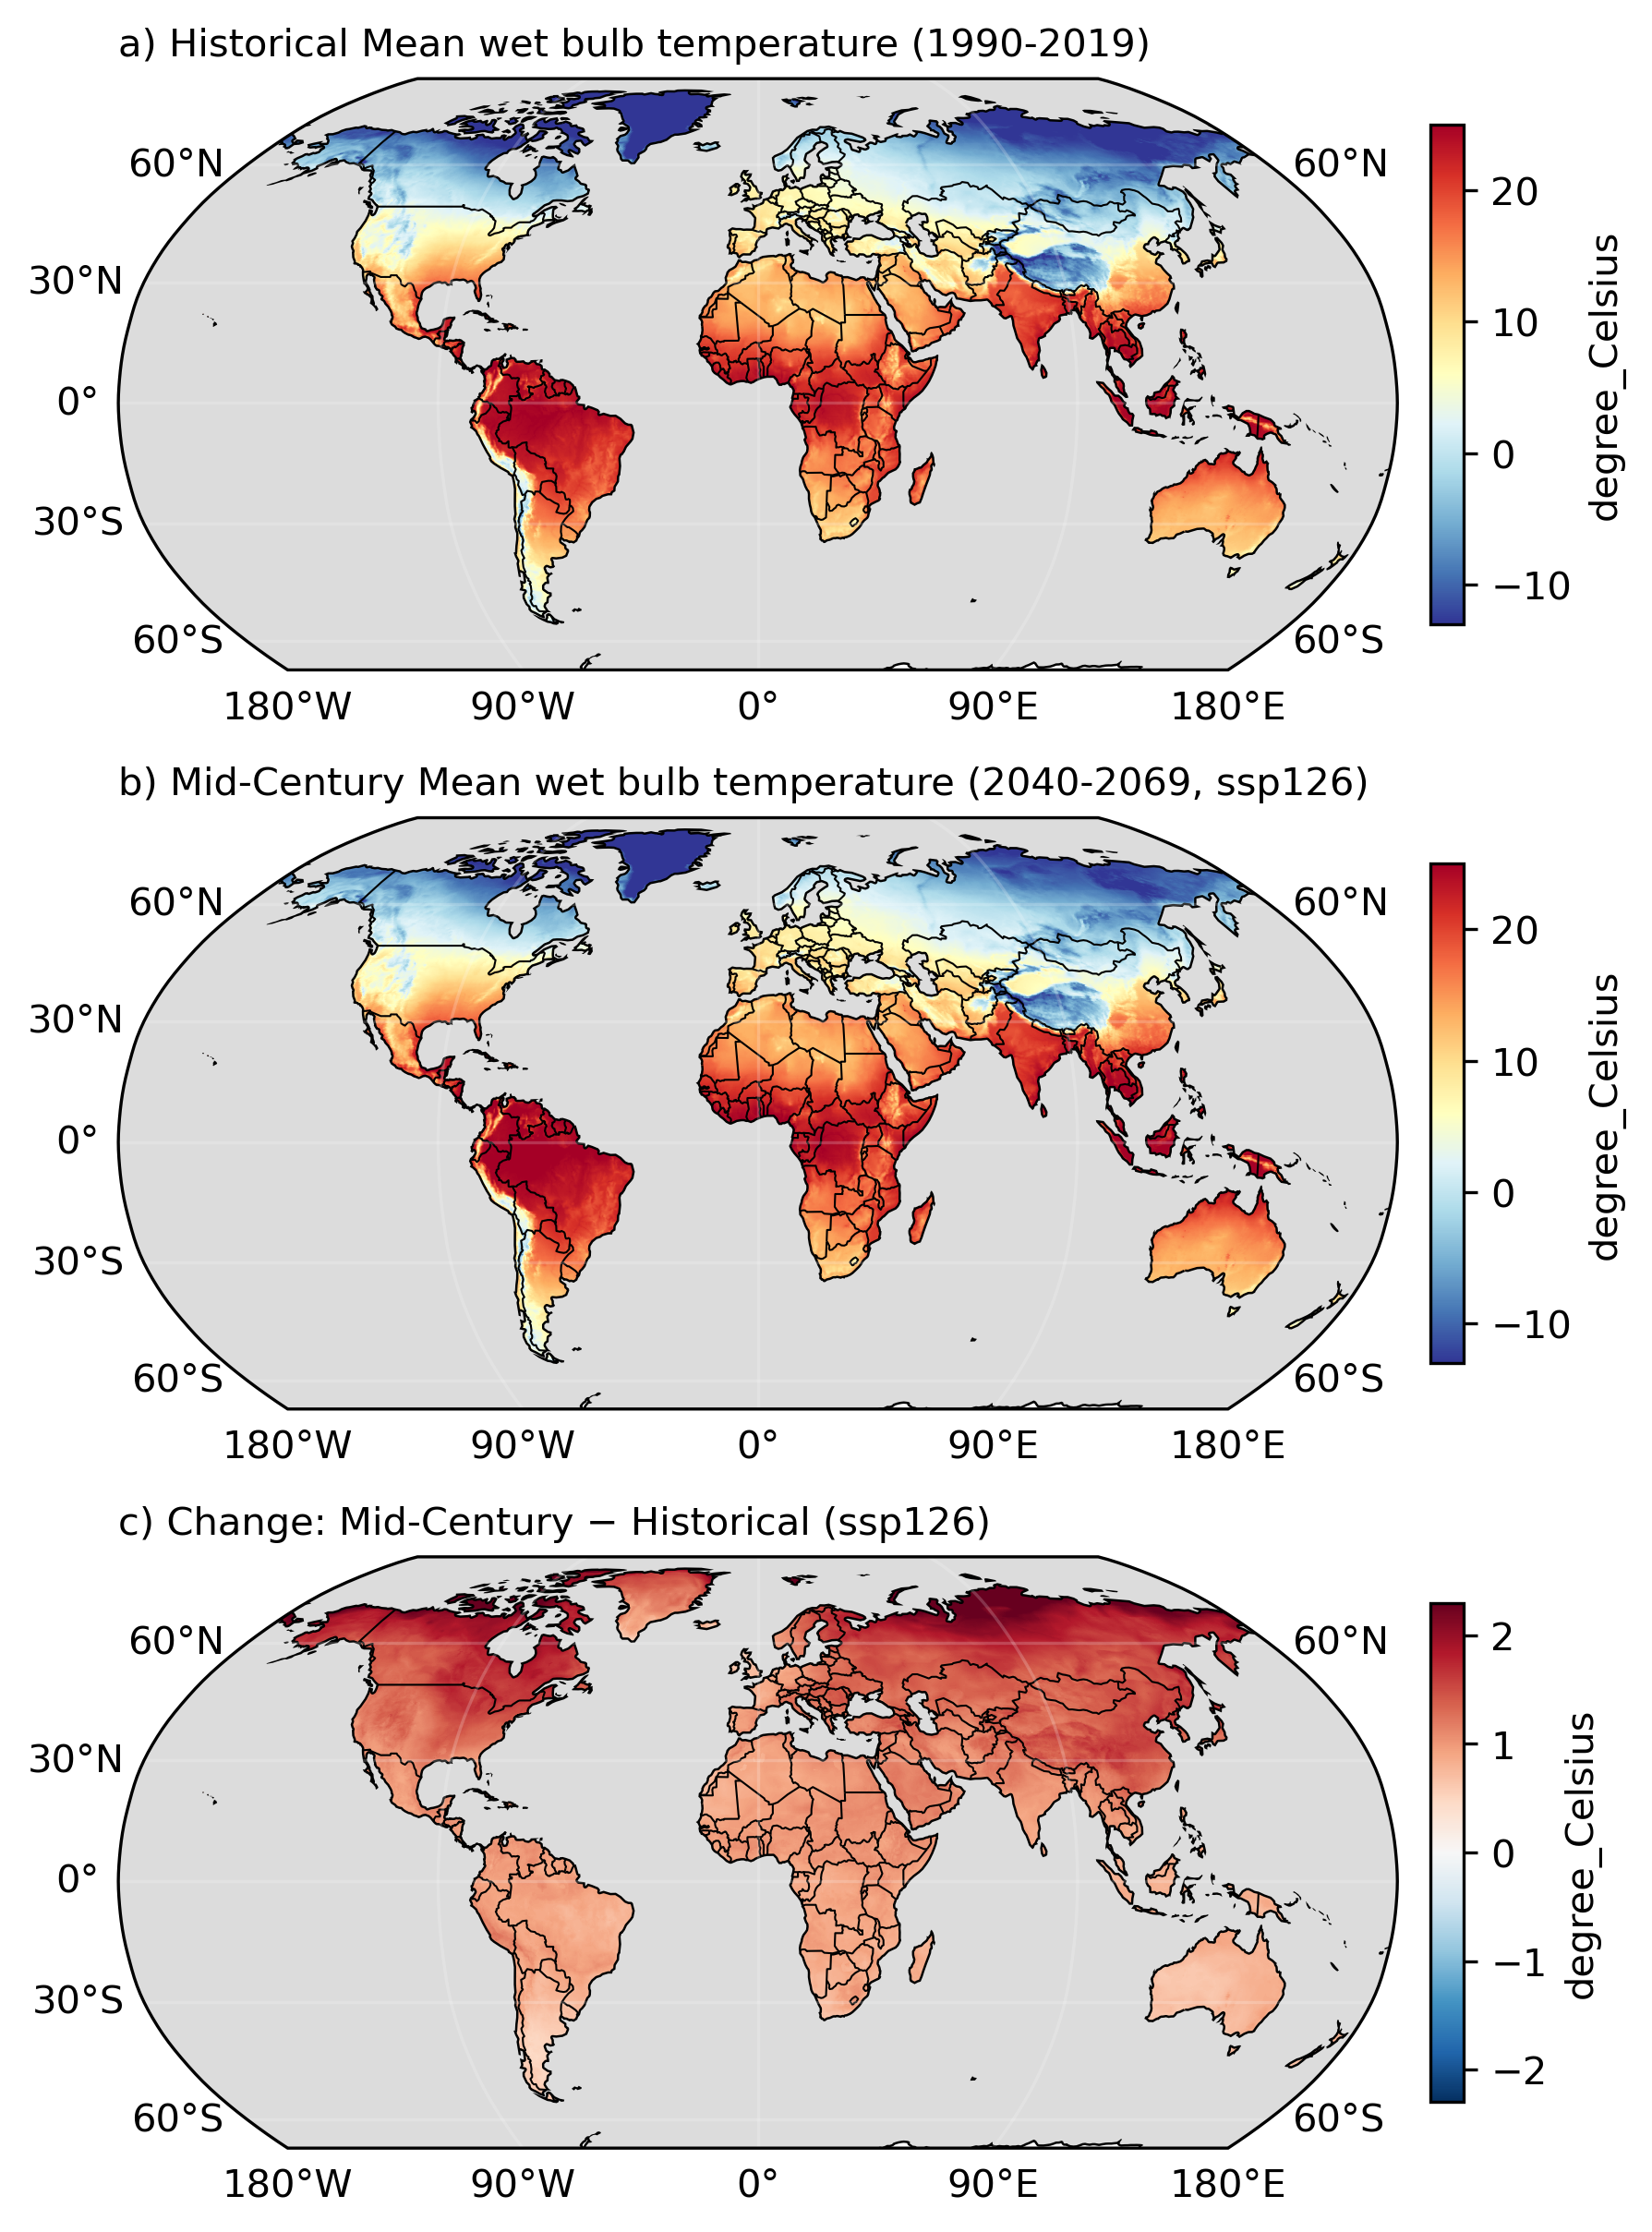 a) Historical Mean wet bulb temperature (1990-2019)
60°N
60°N
30°N
0°
30°S
60°S
60°S
180°W
90°W
0°
90°E
180°E
20
10
0
−10
degree_Celsius
b) Mid-Century Mean wet bulb temperature (2040-2069, ssp126)
60°N
60°N
30°N
0°
30°S
60°S
60°S
180°W
90°W
0°
90°E
180°E
20
10
0
−10
degree_Celsius
c) Change: Mid-Century − Historical (ssp126)
60°N
60°N
30°N
0°
30°S
60°S
60°S
180°W
90°W
0°
90°E
180°E
2
1
0
−1
−2
degree_Celsius